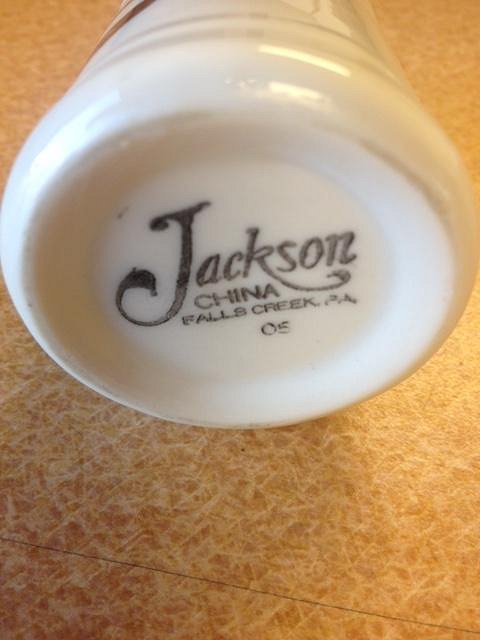 Jackson
CHINA
FALLS CREEK, PA.
05